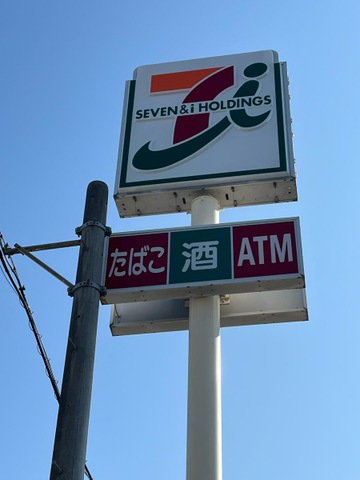 SEVEN&i HOLDINGS
たばこ 酒 ATM